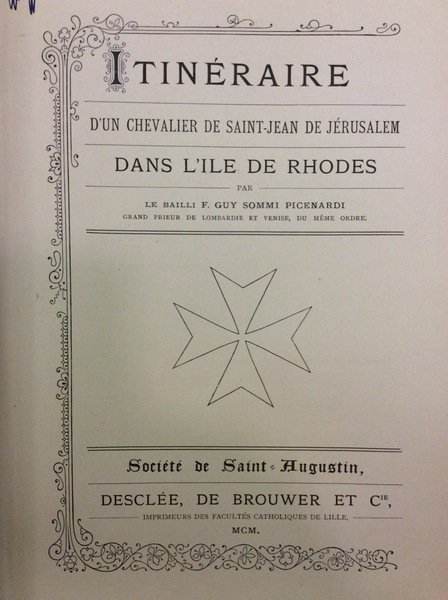 ITINÉRAIRE
D'UN CHEVALIER DE SAINT-JEAN DE JÉRUSALEM
DANS L'ILE DE RHODES
PAR
LE BAILLI F. GUY SOMMI PICENARDI
GRAND PRIEUR DE LOMBARDIE ET VENISE, DU MÊME ORDRE.
Société de Saint-Augustin,
DESCLÉE, DE BROUWER ET CIE,
IMPRIMEURS DES FACULTÉS CATHOLIQUES DE LILLE.
MCM.